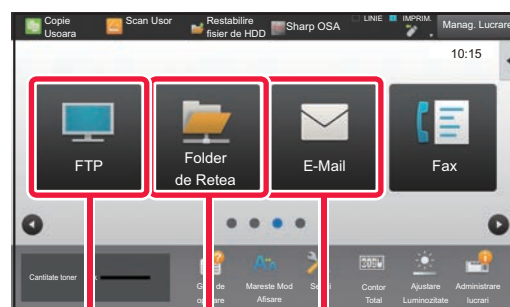 Copie
Usoara
Scan Usor
Restabilire
fisier de HDD
Sharp OSA
LINIE
IMPRIM.
Manag. Lucrare
10:15
FTP
Folder
de Retea
E-Mail
Fax
Cantitate toner
Mareste Mod
Afisare
Contor
Total
Ajustare
Luminozitate
Administrare
lucrari